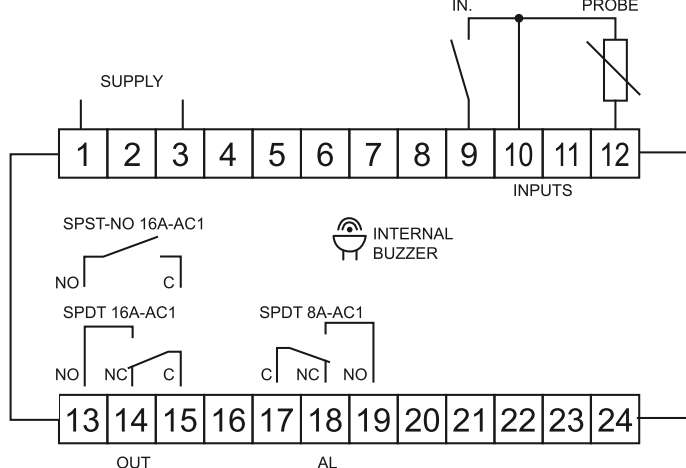 IN. PROBE
SUPPLY
1 2 3 4 5 6 7 8 9 10 11 12
INPUTS
SPST-NO 16A-AC1
INTERNAL
BUZZER
NO C
SPDT 16A-AC1 SPDT 8A-AC1
NO NC C C NC NO
13 14 15 16 17 18 19 20 21 22 23 24
OUT AL